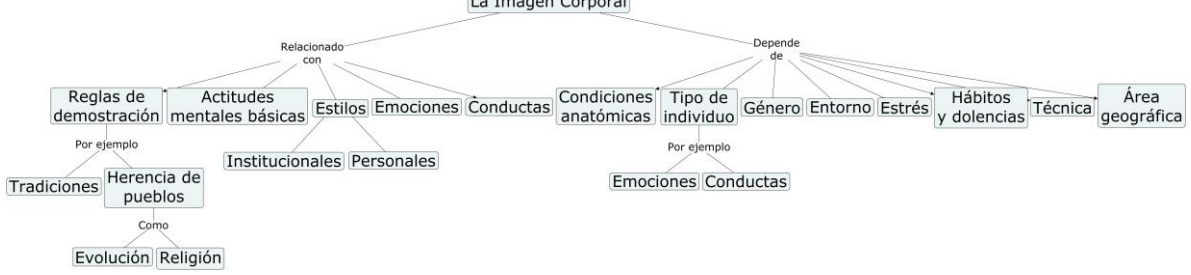 La Imagen Corporal
Relacionado
con
Depende
de
Reglas de
demostración
Actitudes
mentales básicas
Estilos
Emociones
Conductas
Condiciones
anatómicas
Tipo de
individuo
Género
Entorno
Estrés
Hábitos
y dolencias
Técnica
Área
geográfica
Por ejemplo
Institucionales
Personales
Por ejemplo
Tradiciones
Herencia de
pueblos
Emociones
Conductas
Como
Evolución
Religión